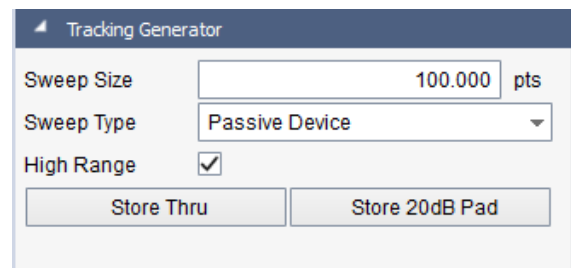 Tracking Generator
Sweep Size 100.000 pts
Sweep Type Passive Device
High Range
Store Thru Store 20dB Pad